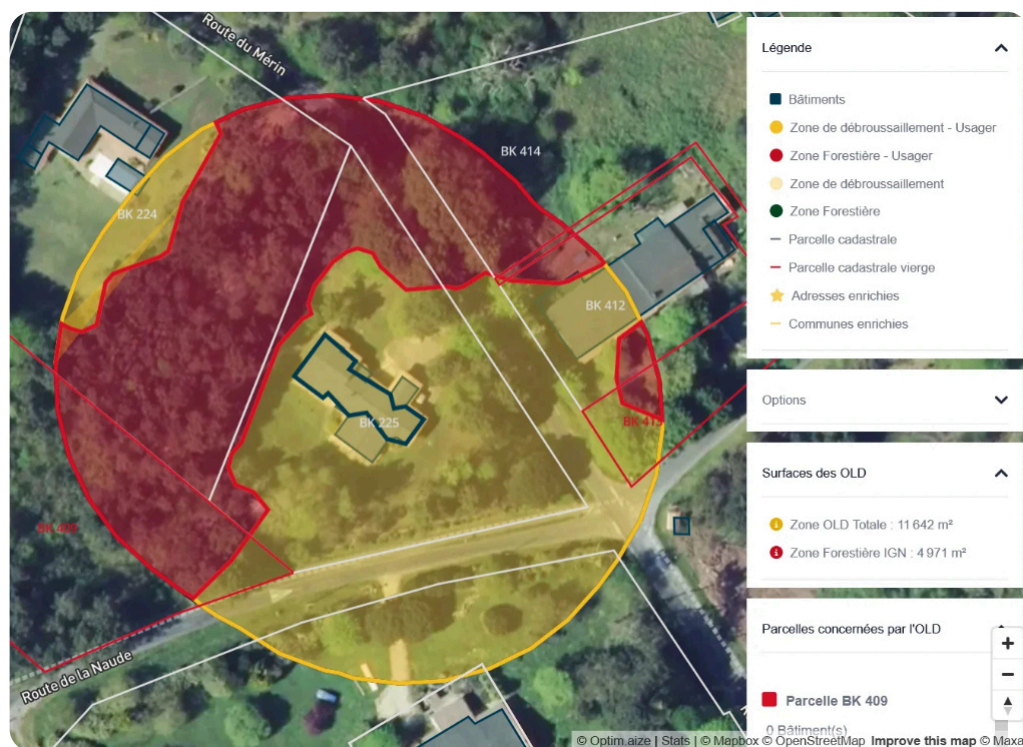 Route du Mérin
BK 414
BK 224
BK 412
BK 225
BK 413
BK 409
Route de la Naude
Légende
Bâtiments
Zone de débroussaillement - Usager
Zone Forestière - Usager
Zone de débroussaillement
Zone Forestière
Parcelle cadastrale
Parcelle cadastrale vierge
Adresses enrichies
Communes enrichies
Options
Surfaces des OLD
Zone OLD Totale : 11 642 m²
Zone Forestière IGN : 4 971 m²
Parcelles concernées par l'OLD
Parcelle BK 409
0 Bâtiment(s)
© Optim.aize | Stats | © Mapbox © OpenStreetMap Improve this map © Maxa